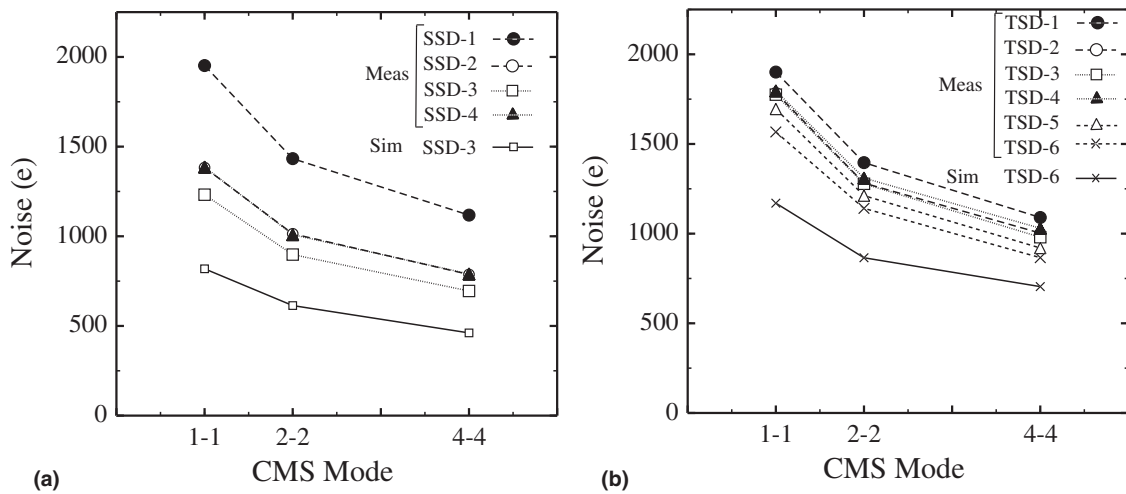 2000
1500
1000
500
0
Noise (e)
Meas
SSD-1
SSD-2
SSD-3
SSD-4
Sim SSD-3
1-1 2-2 4-4
CMS Mode
(a)
2000
1500
1000
500
0
Noise (e)
Meas
TSD-1
TSD-2
TSD-3
TSD-4
TSD-5
TSD-6
Sim TSD-6
1-1 2-2 4-4
CMS Mode
(b)